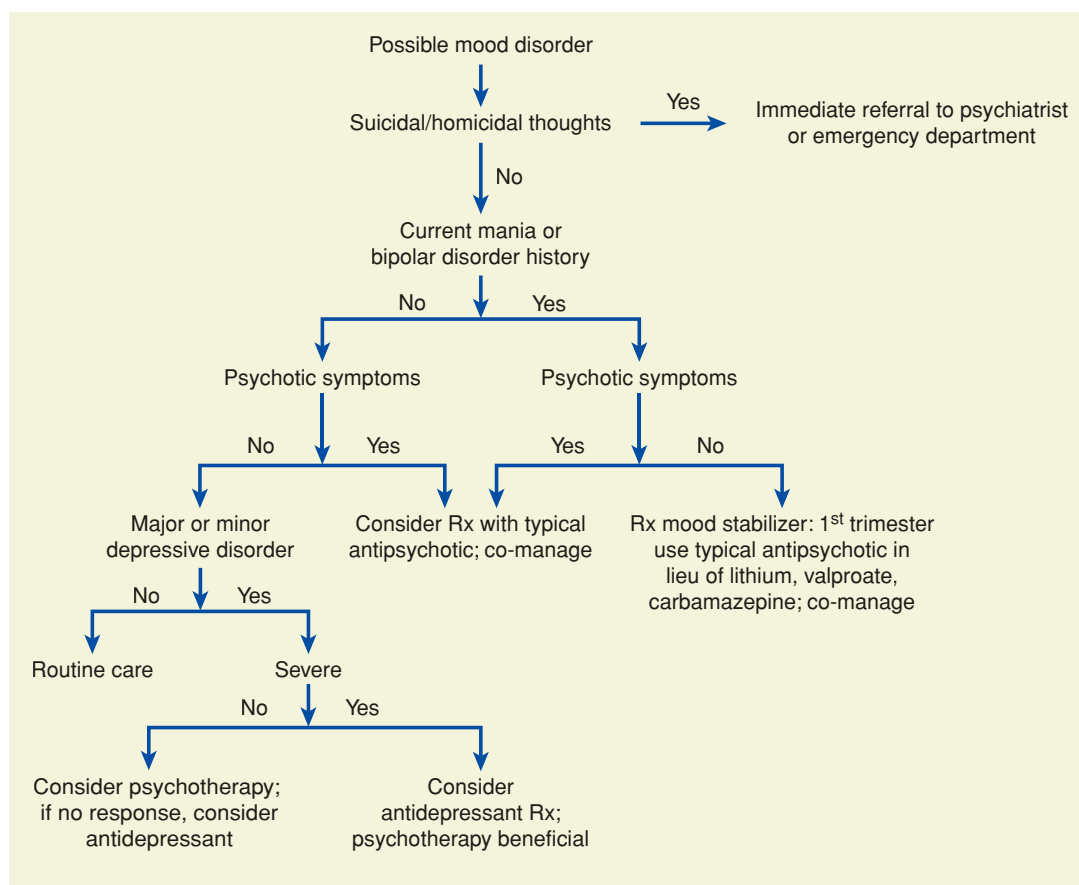 Possible mood disorder
Suicidal/homicidal thoughts
Yes
Immediate referral to psychiatrist
or emergency department
No
Current mania or
bipolar disorder history
No
Yes
Psychotic symptoms
Psychotic symptoms
No
Yes
Yes
No
Major or minor
depressive disorder
Consider Rx with typical
antipsychotic; co-manage
Rx mood stabilizer: 1st trimester
use typical antipsychotic in
lieu of lithium, valproate,
carbamazepine; co-manage
No
Yes
Routine care
Severe
No
Yes
Consider psychotherapy;
if no response, consider
antidepressant
Consider
antidepressant Rx;
psychotherapy beneficial